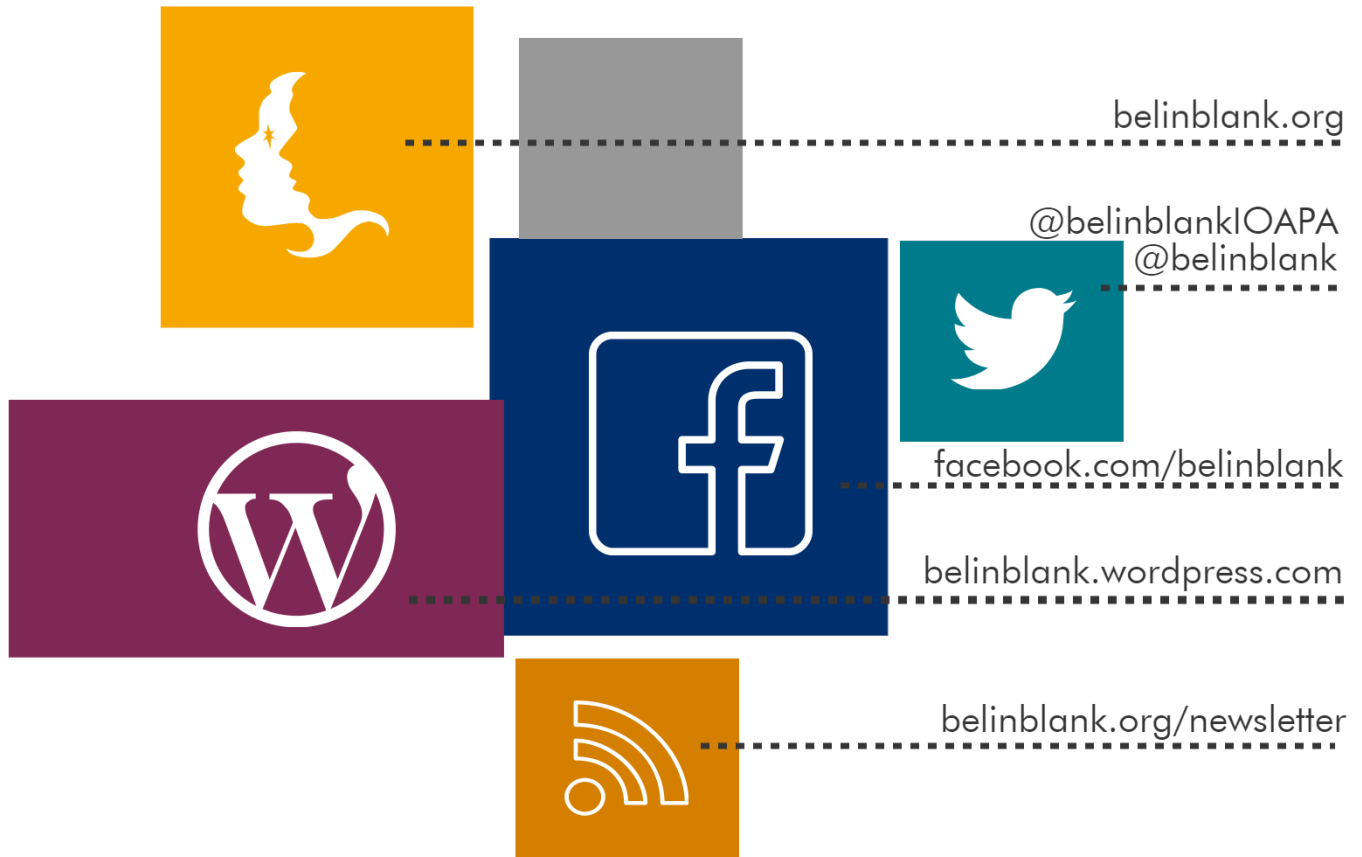 belinblank.org
@belinblankIOAPA
@belinblank
facebook.com/belinblank
belinblank.wordpress.com
belinblank.org/newsletter